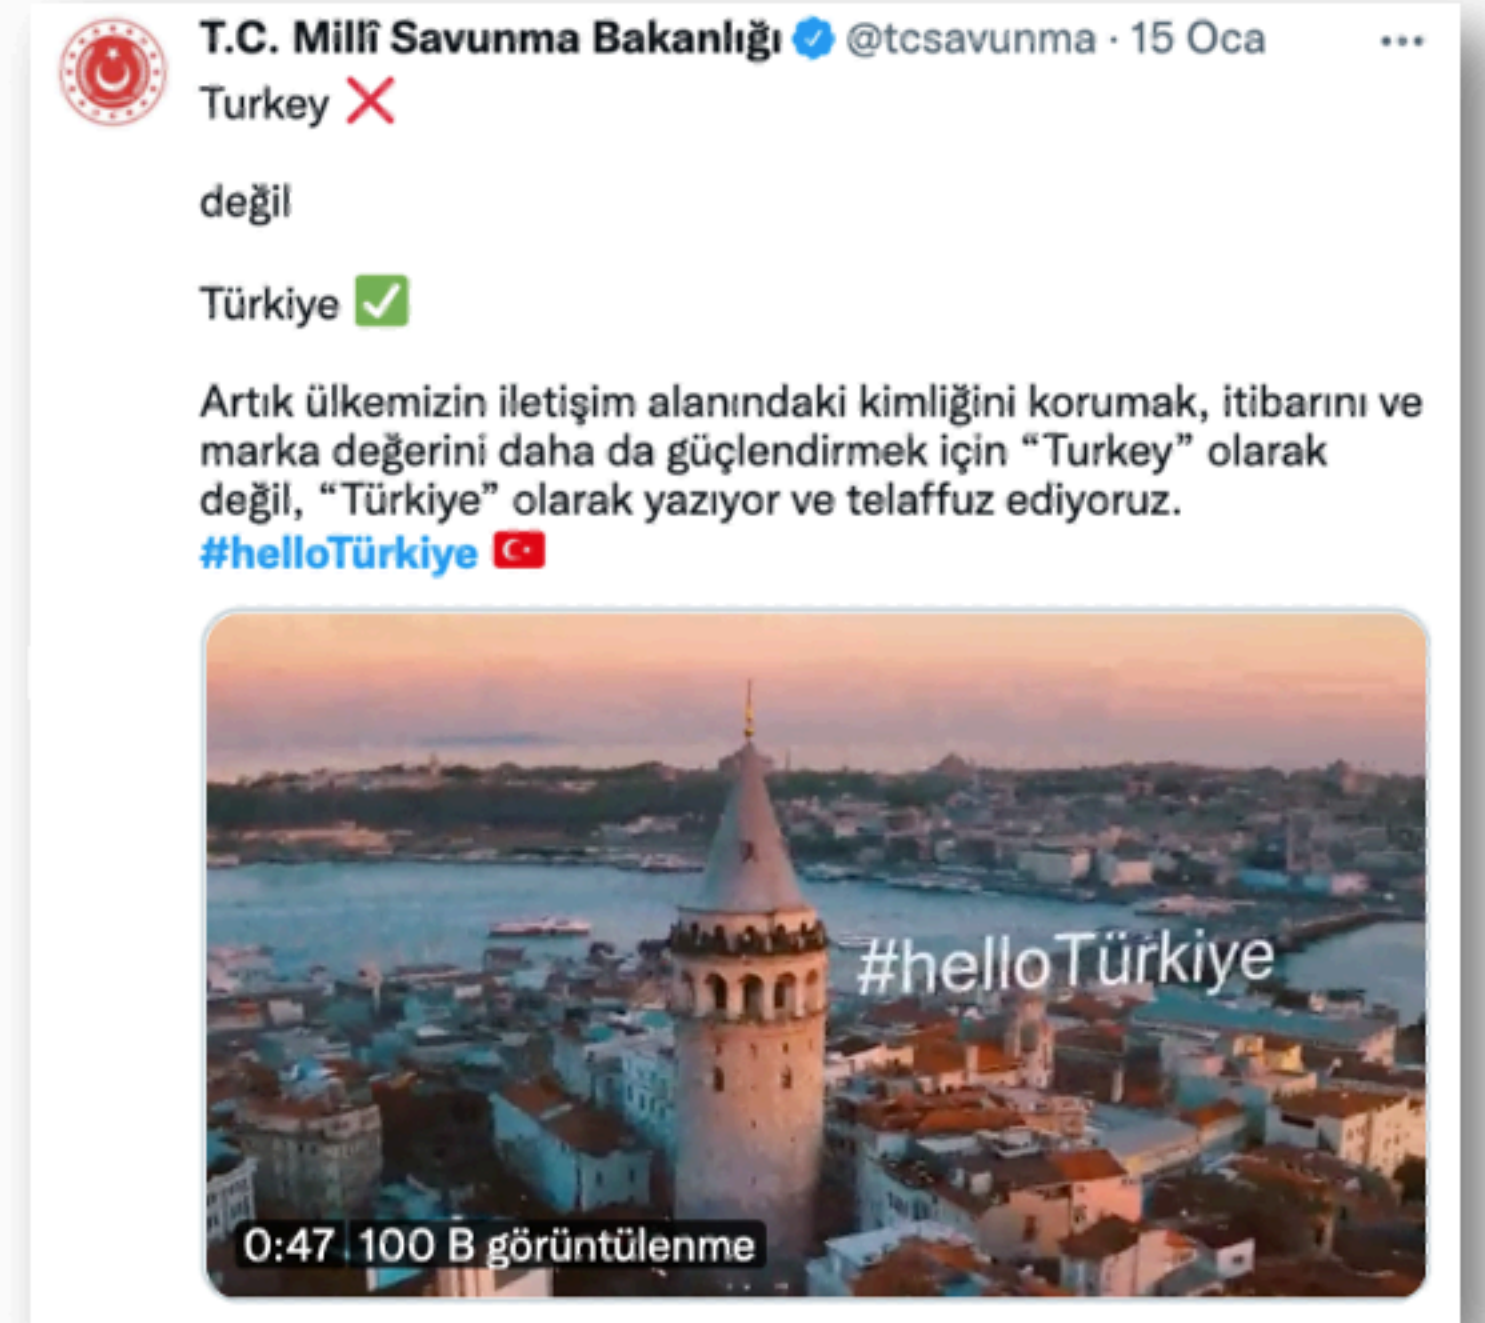 T.C. Millî Savunma Bakanlığı @tcsavunma · 15 Oca
Turkey ❌
değil
Türkiye ✅
Artık ülkemizin iletişim alanındaki kimliğini korumak, itibarını ve
marka değerini daha da güçlendirmek için “Turkey” olarak
değil, “Türkiye” olarak yazıyor ve telaffuz ediyoruz.
#helloTürkiye 🇹🇷
#helloTürkiye
0:47 100 B görüntülenme